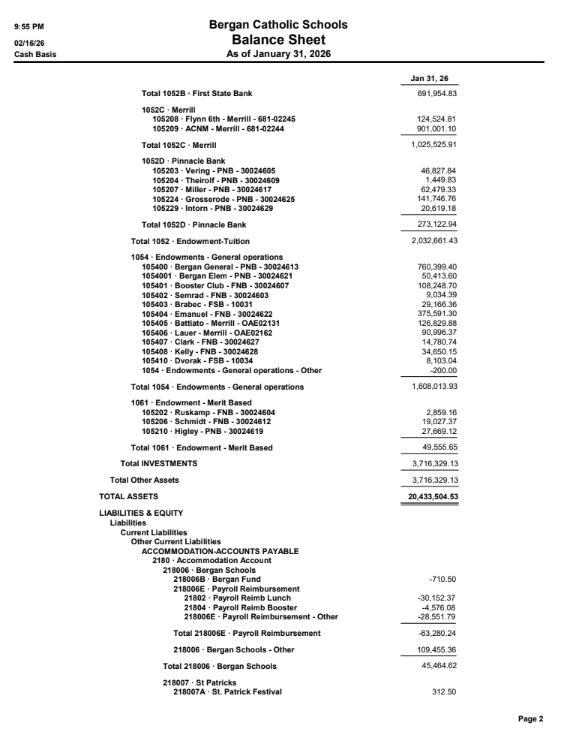 9:55 PM
Bergan Catholic Schools
02/16/26
Balance Sheet
Cash Basis
As of January 31, 2026
Jan 31, 26
Total 1052B · First State Bank 691,954.83
1052C · Merrill
105208 · Flynn 6th - Merrill - 681-02245 124,524.81
105209 · ACNM - Merrill - 681-02244 901,001.10
Total 1052C · Merrill 1,025,525.91
1052D · Pinnacle Bank
105203 · Vering - PNB - 30024605 46,827.84
105204 · Theirolf - PNB - 30024609 1,449.83
105207 · Miller - PNB - 30024617 62,479.33
105224 · Grosserode - PNB - 30024625 141,746.76
105229 · Intorn - PNB - 30024629 20,619.18
Total 1052D · Pinnacle Bank 273,122.94
Total 1052 · Endowment-Tuition 2,032,661.43
1054 · Endowments - General operations
105400 · Bergan General - PNB - 30024613 760,399.40
1054001 · Bergan Elem - PNB - 30024621 50,413.60
105401 · Booster Club - FNB - 30024607 108,248.70
105402 · Semrad - FNB - 30024603 9,034.39
105403 · Brabec - FSB - 10031 29,166.36
105404 · Emanuel - FNB - 30024622 375,591.30
105405 · Battiato - Merrill - OAE02131 126,829.88
105406 · Lauer - Merrill - OAE02162 90,996.37
105407 · Clark - FNB - 30024627 14,780.74
105408 · Kelly - FNB - 30024628 34,650.15
105410 · Dvorak - FSB - 10034 8,103.04
1054 · Endowments - General operations - Other -200.00
Total 1054 · Endowments - General operations 1,608,013.93
1061 · Endowment - Merit Based
105202 · Ruskamp - FNB - 30024604 2,859.16
105206 · Schmidt - FNB - 30024612 19,027.37
105210 · Higley - PNB - 30024619 27,669.12
Total 1061 · Endowment - Merit Based 49,555.65
Total INVESTMENTS 3,716,329.13
Total Other Assets 3,716,329.13
TOTAL ASSETS 20,433,504.53
LIABILITIES & EQUITY
Liabilities
Current Liabilities
Other Current Liabilities
ACCOMMODATION-ACCOUNTS PAYABLE
2180 · Accommodation Account
218006 · Bergan Schools
218006B · Bergan Fund -710.50
218006E · Payroll Reimbursement
21802 · Payroll Reimb Lunch -30,152.37
21804 · Payroll Reimb Booster -4,576.08
218006E · Payroll Reimbursement - Other -28,551.79
Total 218006E · Payroll Reimbursement -63,280.24
218006 · Bergan Schools - Other 109,455.36
Total 218006 · Bergan Schools 45,464.62
218007 · St Patricks
218007A · St. Patrick Festival 312.50
Page 2